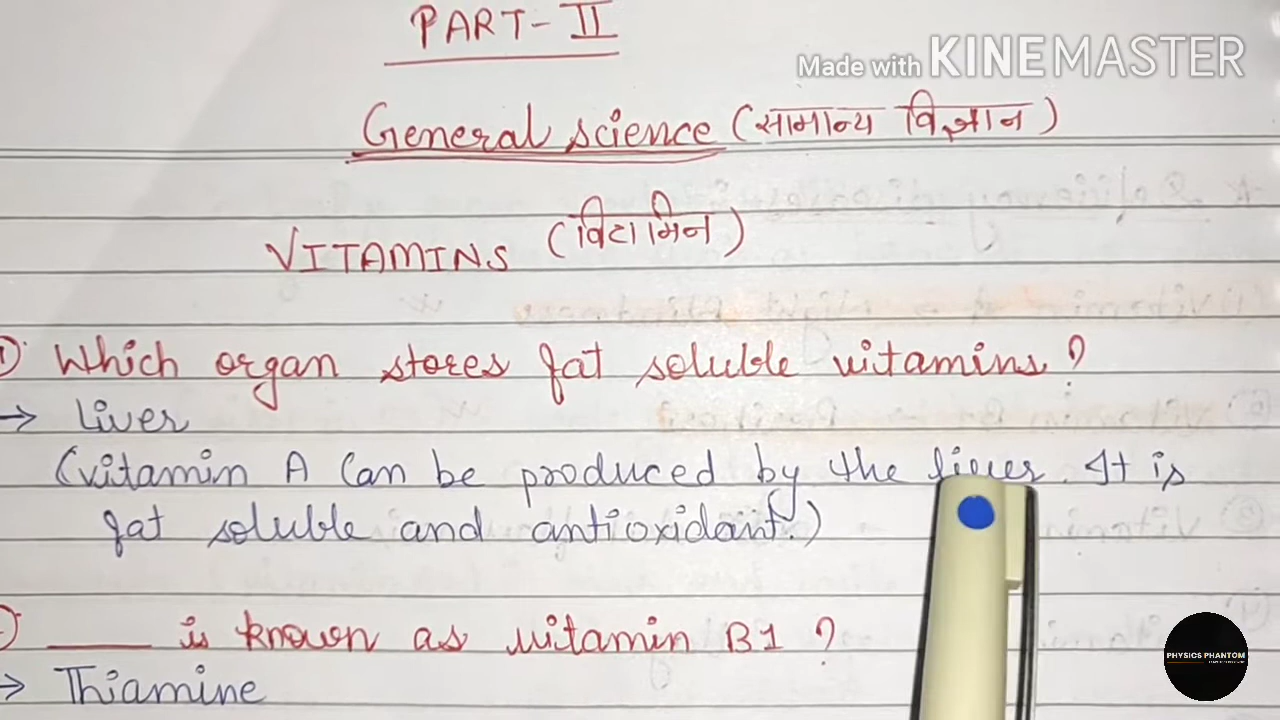 PART-II
Made with KINEMASTER
General science (सामान्य विज्ञान)
VITAMINS (विटामिन)
① Which organ stores fat soluble vitamins?
→ Liver
(vitamin A Can be produced by the liver. It is
fat soluble and antioxidant.)
is known as vitamin B1 ?
→ Thiamine
PHYSICS PHANTOM